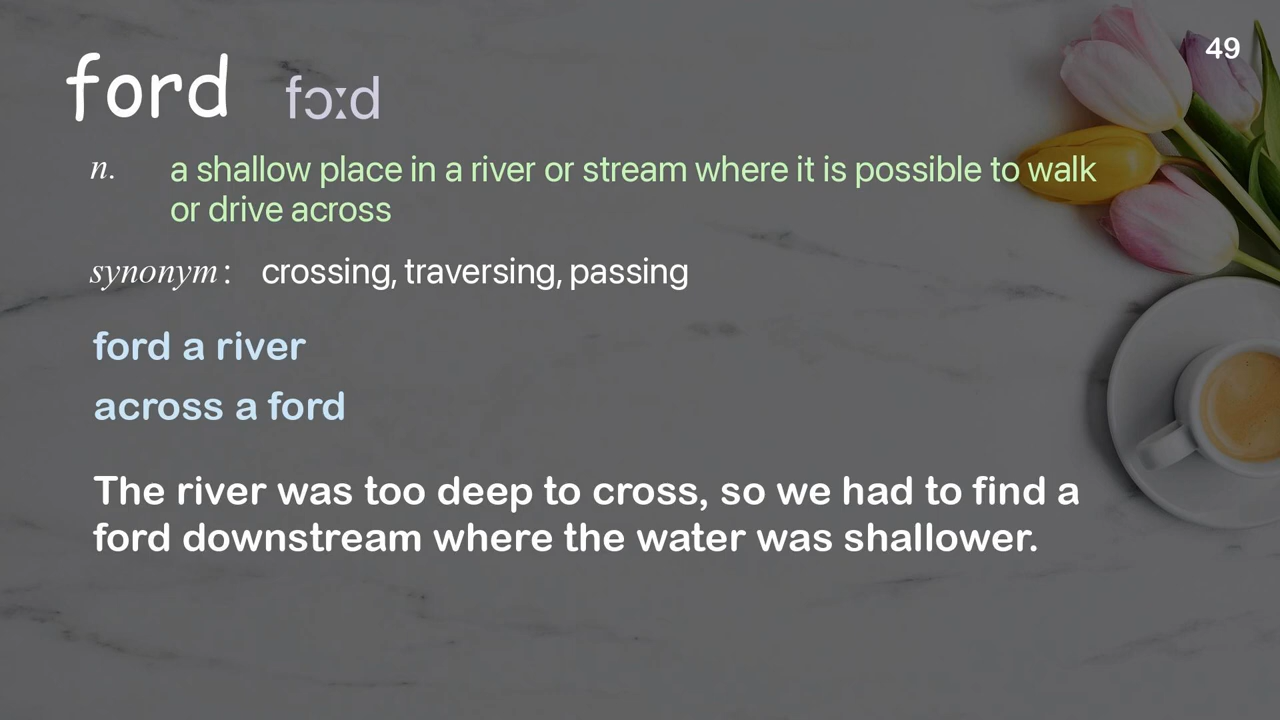 49
ford fɔːd
n. a shallow place in a river or stream where it is possible to walk
or drive across
synonym: crossing, traversing, passing
ford a river
across a ford
The river was too deep to cross, so we had to find a
ford downstream where the water was shallower.